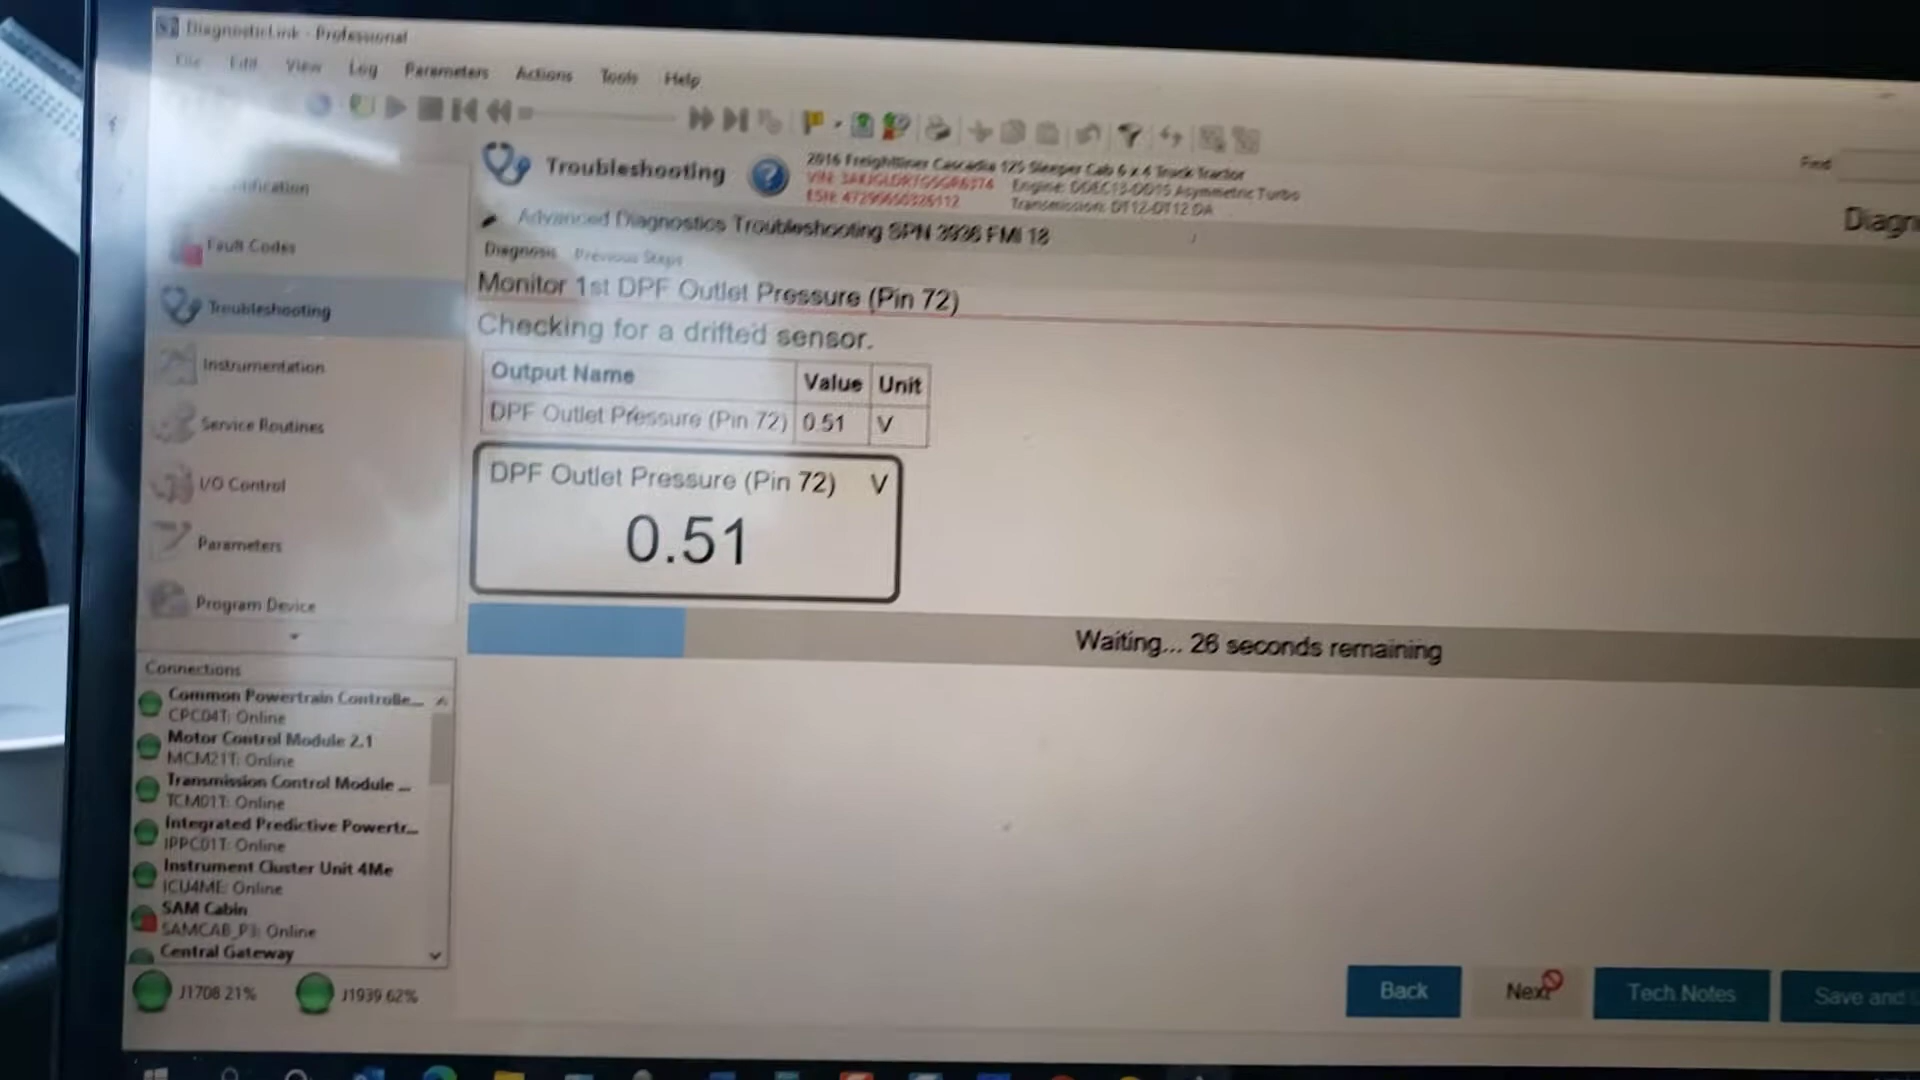 DiagnosticLink - Professional
File Edit View Log Parameters Actions Tools Help
Troubleshooting
2016 Freightliner Cascadia 125 Sleeper Cab 6 x 4 Truck Tractor
Engine: DDEC13-DD15 Asymmetric Turbo
Transmission: DT12-DT12 DA
Find
Advanced Diagnostics Troubleshooting SPN 3936 FMI 18
Diagnosis Previous Steps
Monitor 1st DPF Outlet Pressure (Pin 72)
Checking for a drifted sensor.
Output Name Value Unit
DPF Outlet Pressure (Pin 72) 0.51 V
DPF Outlet Pressure (Pin 72) V
0.51
Waiting... 26 seconds remaining
Fault Codes
Troubleshooting
Instrumentation
Service Routines
I/O Control
Parameters
Program Device
Connections
Common Powertrain Controlle...
CPC04T: Online
Motor Control Module 2.1
MCM21T: Online
Transmission Control Module ...
TCM01T: Online
Integrated Predictive Powertr...
IPPC01T: Online
Instrument Cluster Unit 4Me
ICU4ME: Online
SAM Cabin
SAMCAB_P3: Online
Central Gateway
J1708 21% J1939 62%
Back Next Tech Notes Save and